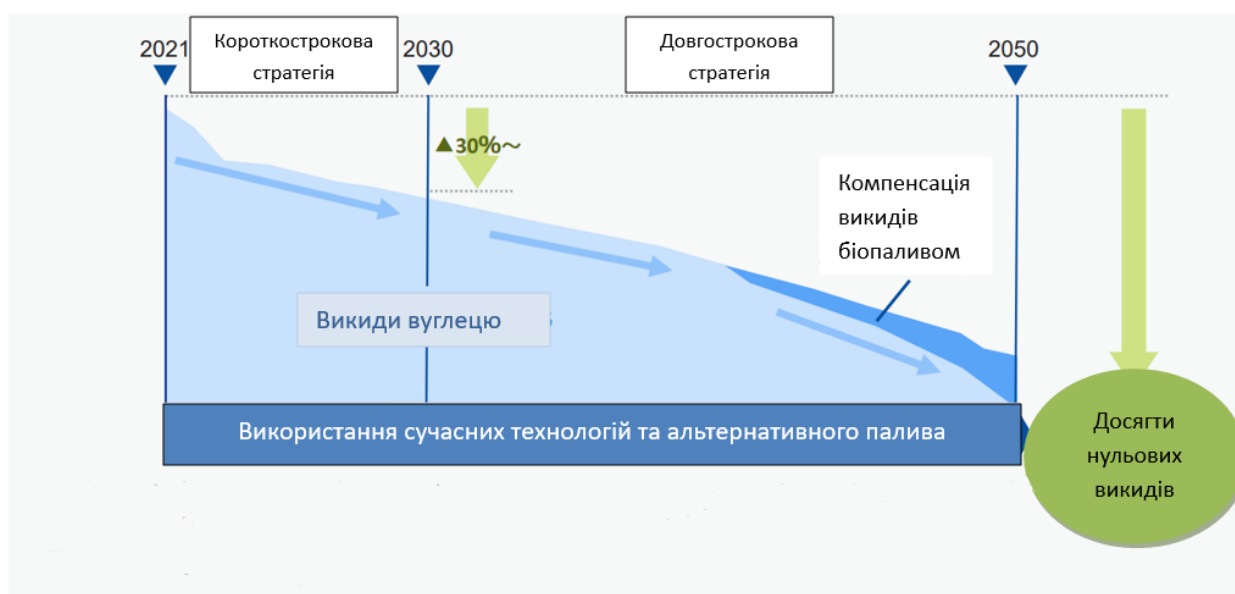 2021
Короткострокова
стратегія
2030
Довгострокова
стратегія
2050
▲30%~
Компенсація
викидів
біопаливом
Викиди вуглецю
Використання сучасних технологій та альтернативного палива
Досягти
нульових
викидів